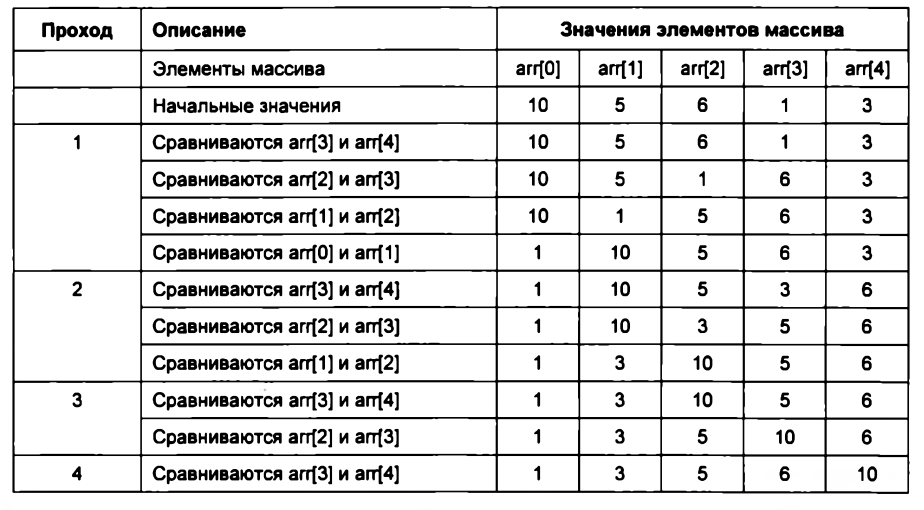 Проход Описание Значения элементов массива
Элементы массива arr[0] arr[1] arr[2] arr[3] arr[4]
Начальные значения 10 5 6 1 3
1 Сравниваются arr[3] и arr[4] 10 5 6 1 3
Сравниваются arr[2] и arr[3] 10 5 1 6 3
Сравниваются arr[1] и arr[2] 10 1 5 6 3
Сравниваются arr[0] и arr[1] 1 10 5 6 3
2 Сравниваются arr[3] и arr[4] 1 10 5 3 6
Сравниваются arr[2] и arr[3] 1 10 3 5 6
Сравниваются arr[1] и arr[2] 1 3 10 5 6
3 Сравниваются arr[3] и arr[4] 1 3 10 5 6
Сравниваются arr[2] и arr[3] 1 3 5 10 6
4 Сравниваются arr[3] и arr[4] 1 3 5 6 10